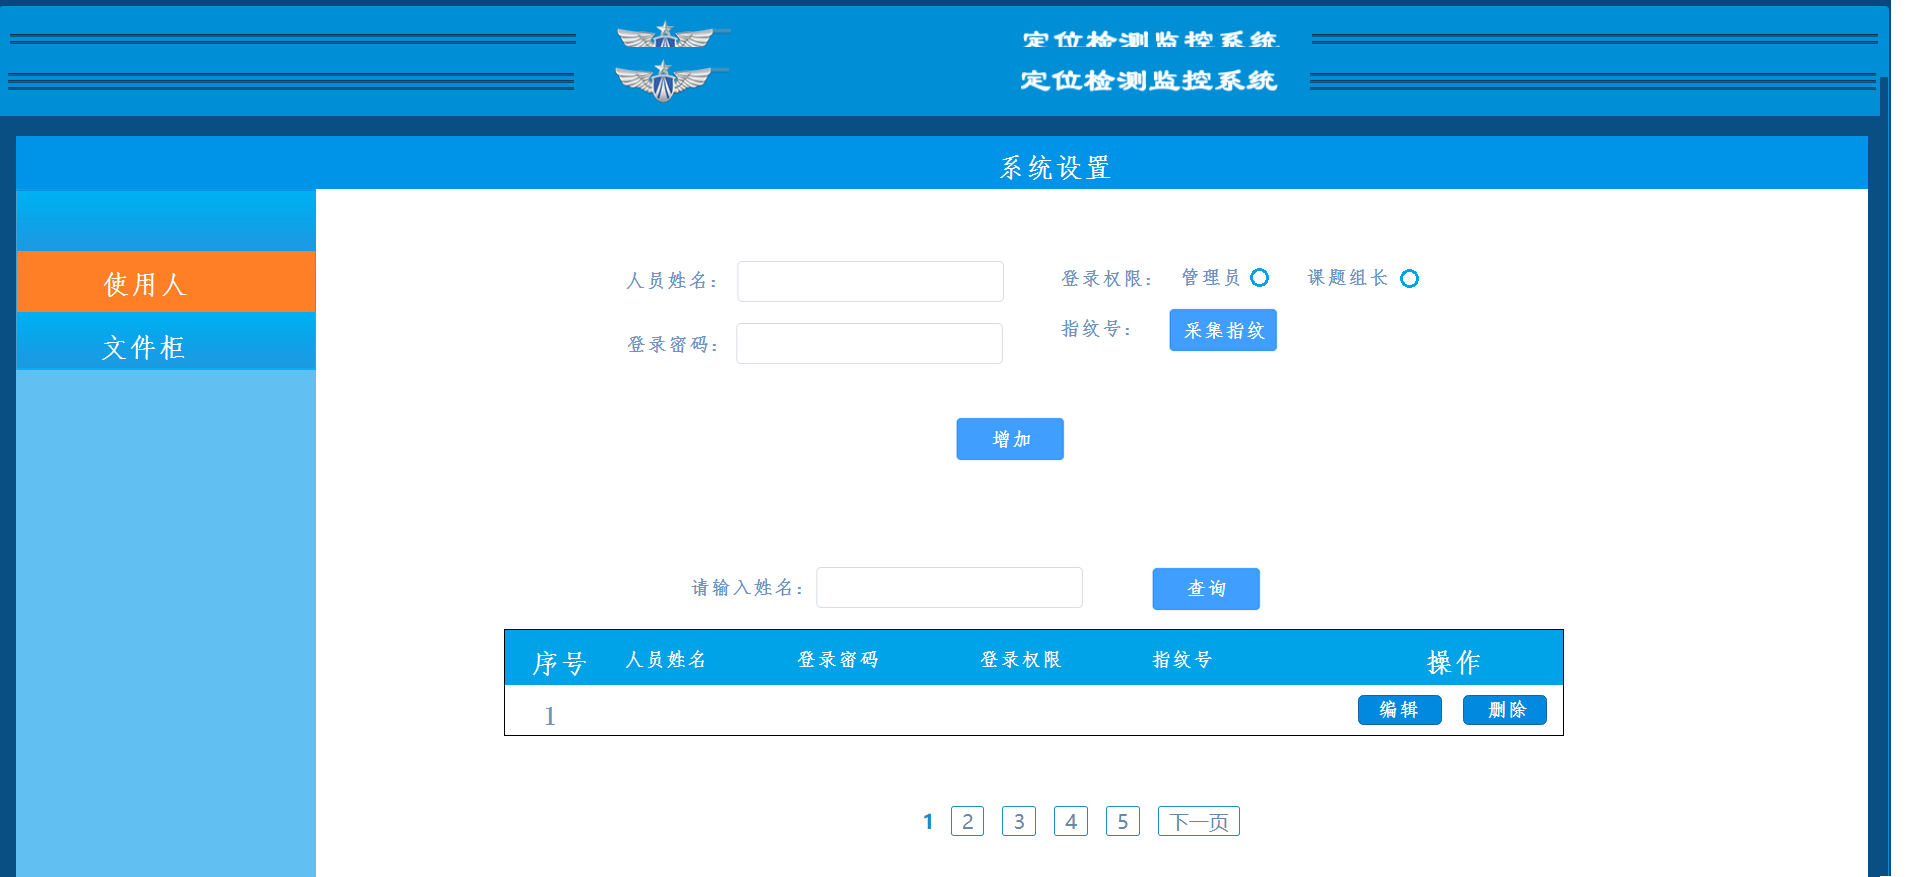 定位检测监控系统
定位检测监控系统
系统设置
使用人
文件柜
人员姓名：
登录权限： 管理员 课题组长
登录密码：
指纹号： 采集指纹
增加
请输入姓名： 查询
序号 人员姓名 登录密码 登录权限 指纹号 操作
1 编辑 删除
1 2 3 4 5 下一页